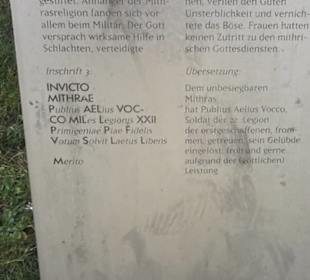 gestiftet. Anhänger der Mith-
rasreligion fanden sich vor
allem beim Militär. Der Gott
versprach wirksame Hilfe in
Schlachten, verteidigte
nen, verlieh den Guten
Unsterblichkeit und vernich-
tete das Böse. Frauen hatten
keinen Zutritt zu den mithri-
schen Gottesdiensten.
Inschrift 3:
INVICTO
MITHRAE
Publius AELius VOC-
CO MILes Legionis XXII
Primigeniae Piae Fidelis
Votum Solvit Laetus Libens
Merito
Übersetzung:
Dem unbesiegbaren
Mithras
hat Publius Aelius Vocco,
Soldat der 22. Legion
der erstgeschaffenen, from-
men, getreuen, sein Gelübde
eingelöst, froh und gerne
aufgrund der (göttlichen)
Leistung